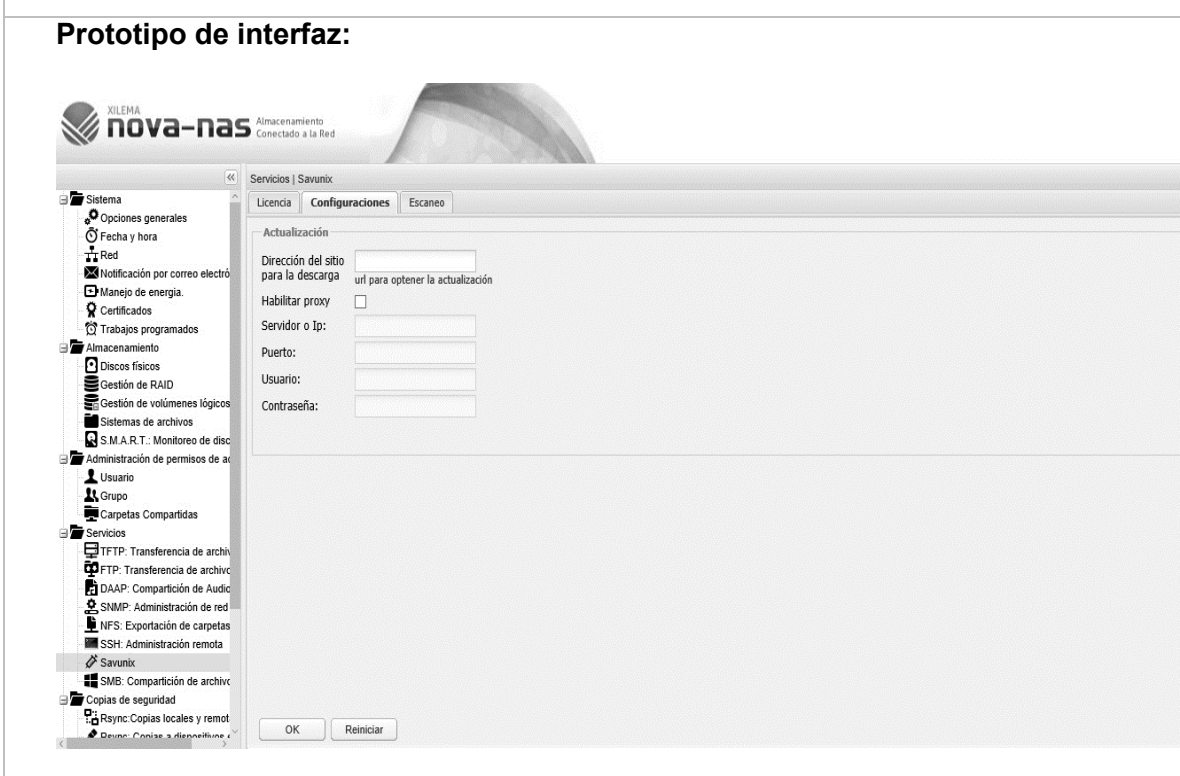 Prototipo de interfaz:
XILEMA
nova-nas
Almacenamiento
Conectado a la Red
Servicios | Savunix
Sistema
Opciones generales
Fecha y hora
Red
Notificación por correo electró
Manejo de energia.
Certificados
Trabajos programados
Almacenamiento
Discos físicos
Gestión de RAID
Gestión de volúmenes lógicos
Sistemas de archivos
S.M.A.R.T.: Monitoreo de disc
Administración de permisos de ac
Usuario
Grupo
Carpetas Compartidas
Servicios
TFTP: Transferencia de archiv
FTP: Transferencia de archivo
DAAP: Compartición de Audio
SNMP: Administración de red
NFS: Exportación de carpetas
SSH: Administración remota
Savunix
SMB: Compartición de archivo
Copias de seguridad
Rsync:Copias locales y remot
Rsync: Copias a dispositivos e
Licencia Configuraciones Escaneo
Actualización
Dirección del sitio
para la descarga
url para optener la actualización
Habilitar proxy
Servidor o Ip:
Puerto:
Usuario:
Contraseña:
OK Reiniciar